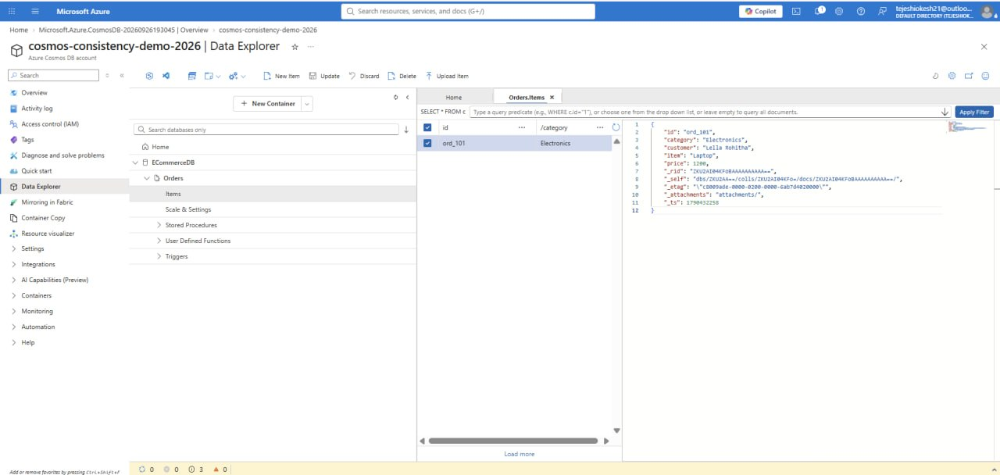 Microsoft Azure
Search resources, services, and docs (G+/)
Copilot
1
tejeshiokesh21@outloo...
DEFAULT DIRECTORY (TEJESHIOK...
Home > Microsoft.Azure.CosmosDB-20260926193045 | Overview > cosmos-consistency-demo-2026
cosmos-consistency-demo-2026 | Data Explorer
Azure Cosmos DB account
Search
Overview
Activity log
Access control (IAM)
Tags
Diagnose and solve problems
Quick start
Data Explorer
Mirroring in Fabric
Container Copy
Resource visualizer
Settings
Integrations
AI Capabilities (Preview)
Containers
Monitoring
Automation
Help
Add or remove favorites by pressing Ctrl+Shift+F
New Item
Update
Discard
Delete
Upload Item
+ New Container
Search databases only
Home
ECommerceDB
Orders
Items
Scale & Settings
Stored Procedures
User Defined Functions
Triggers
Home
Orders.Items
SELECT * FROM c
Type a query predicate (e.g., WHERE c.id="1"), or choose one from the drop down list, or leave empty to query all documents.
Apply Filter
id ... /category ...
ord_101 Electronics
Load more
1 {
2 "id": "ord_101",
3 "category": "Electronics",
4 "customer": "Lella Rohitha",
5 "item": "Laptop",
6 "price": 1200,
7 "_rid": "ZKU2AI04KFoBAAAAAAAAAA==",
8 "_self": "dbs/ZKU2AA==/colls/ZKU2AI04KFo=/docs/ZKU2AI04KFoBAAAAAAAAAA==/",
9 "_etag": "\"c8009ade-0000-0200-0000-6ab7d4020000\"",
10 "_attachments": "attachments/",
11 "_ts": 1790432258
12 }
0 0 3 0